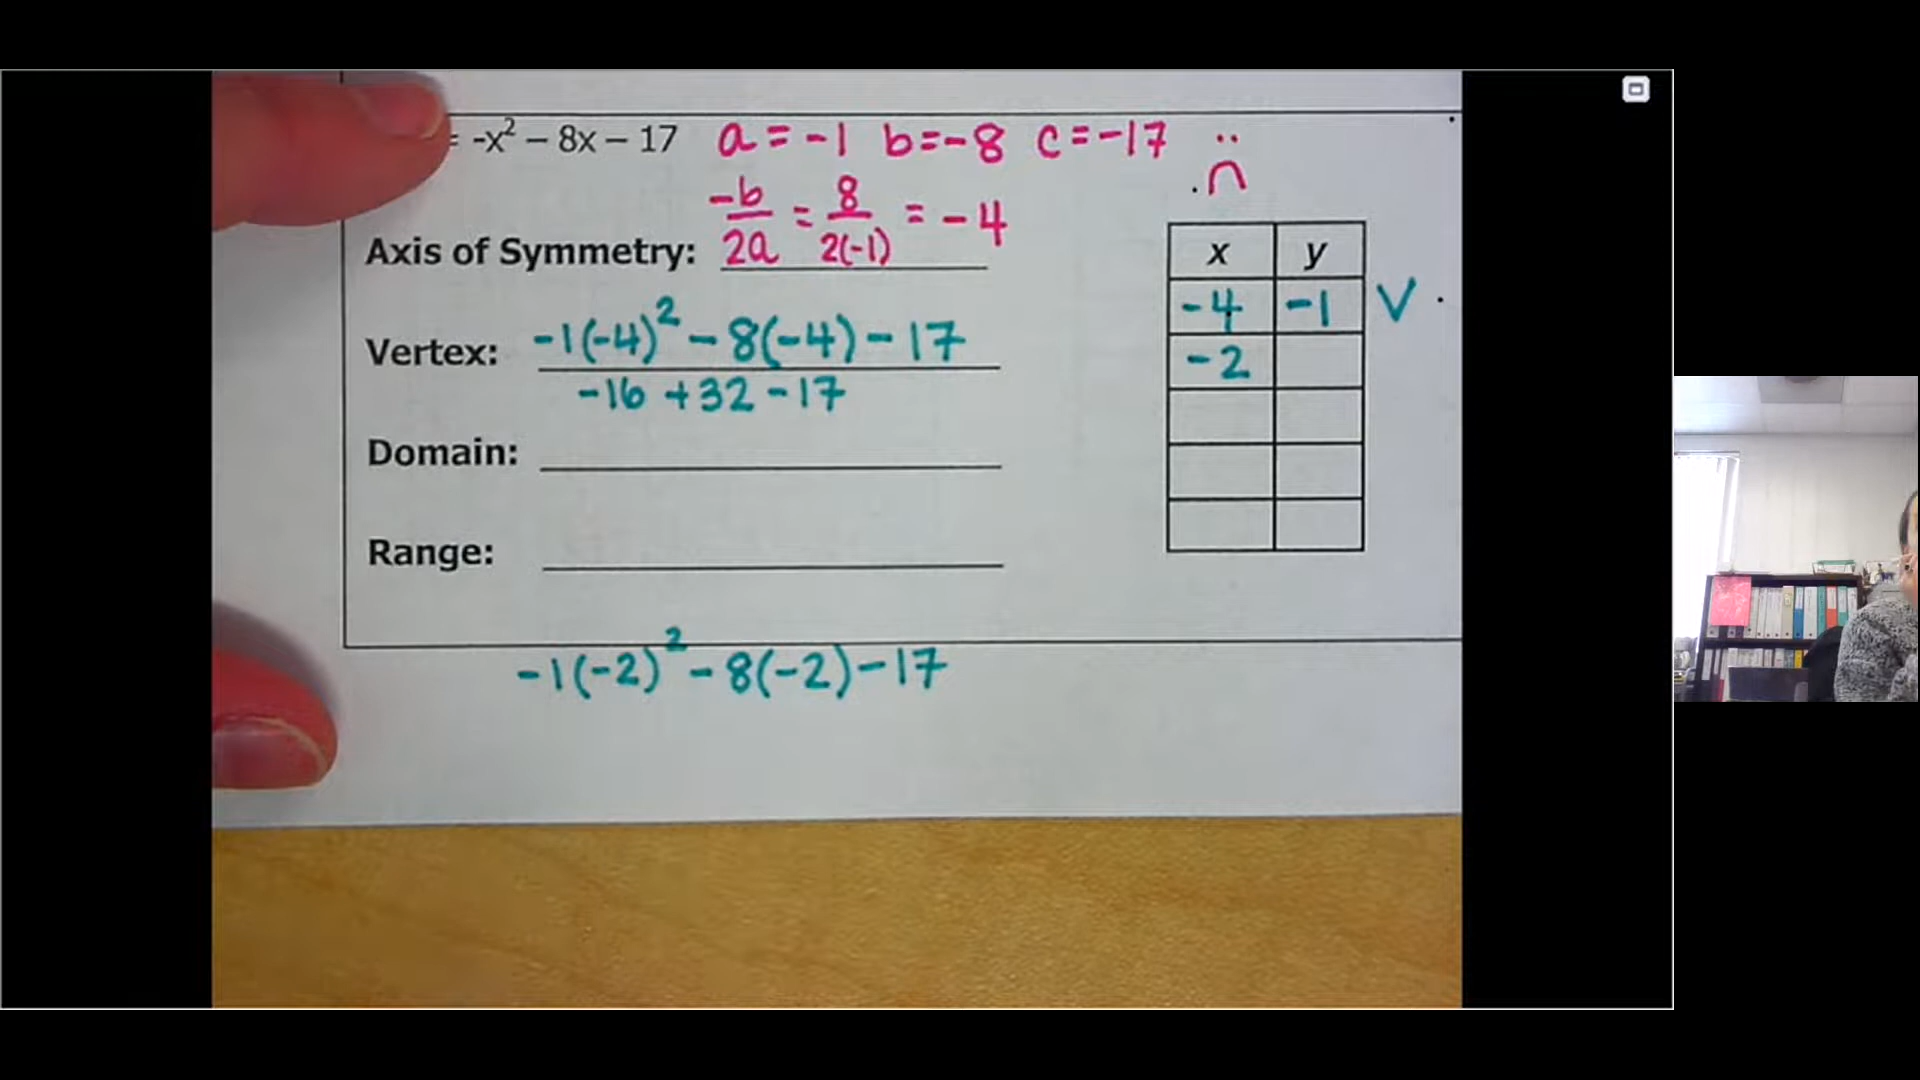 = -x² – 8x – 17 a = -1 b = -8 c = -17
-b/2a = 8/2(-1) = -4
Axis of Symmetry:
x y
-4 -1 V
Vertex: -1(-4)² - 8(-4) - 17
-2
-16 + 32 - 17
Domain:
Range:
-1(-2)² - 8(-2) - 17